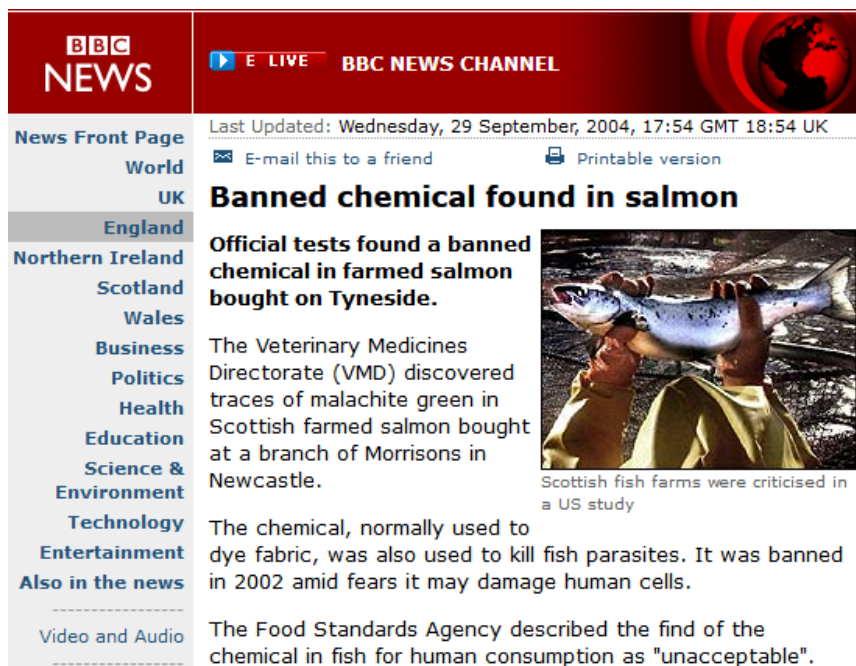 BBC
NEWS
E LIVE BBC NEWS CHANNEL
News Front Page
World
UK
England
Northern Ireland
Scotland
Wales
Business
Politics
Health
Education
Science &
Environment
Technology
Entertainment
Also in the news
Video and Audio
Last Updated: Wednesday, 29 September, 2004, 17:54 GMT 18:54 UK
E-mail this to a friend Printable version
Banned chemical found in salmon
Official tests found a banned
chemical in farmed salmon
bought on Tyneside.
The Veterinary Medicines
Directorate (VMD) discovered
traces of malachite green in
Scottish farmed salmon bought
at a branch of Morrisons in
Newcastle.
Scottish fish farms were criticised in
a US study
The chemical, normally used to
dye fabric, was also used to kill fish parasites. It was banned
in 2002 amid fears it may damage human cells.
The Food Standards Agency described the find of the
chemical in fish for human consumption as "unacceptable".